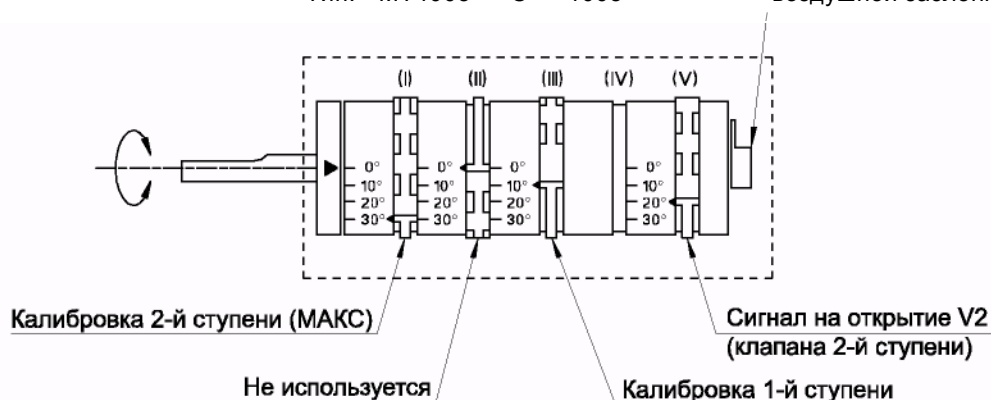 (I) (II) (III) (IV) (V)
0° 0° 0° 0°
10° 10° 10° 10°
20° 20° 20° 20°
30° 30° 30° 30°
Калибровка 2-й ступени (МАКС)
Сигнал на открытие V2
(клапана 2-й ступени)
Не используется
Калибровка 1-й ступени